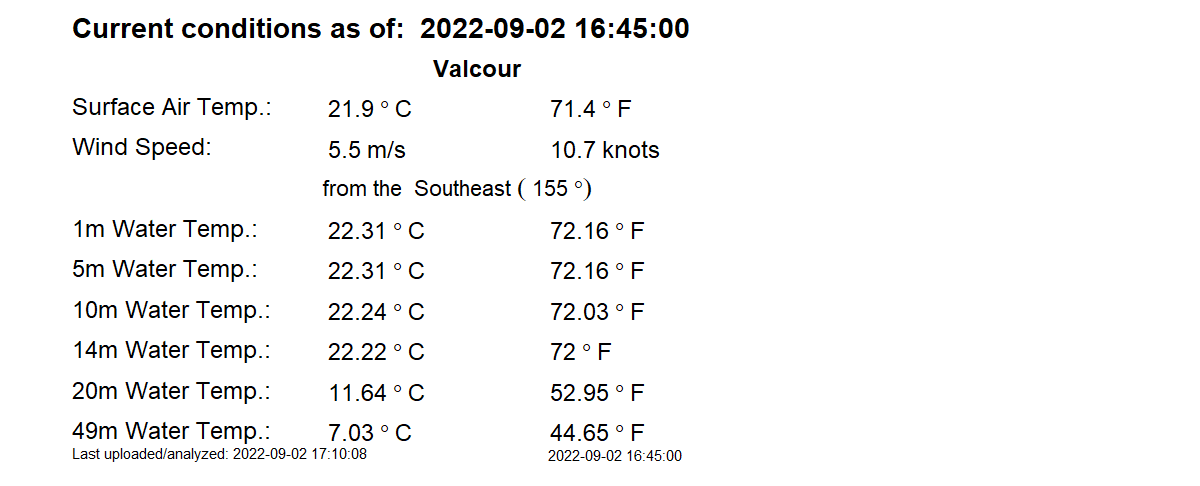 Current conditions as of: 2022-09-02 16:45:00
Valcour
Surface Air Temp.: 21.9 ° C 71.4 ° F
Wind Speed: 5.5 m/s 10.7 knots
from the Southeast ( 155 °)
1m Water Temp.: 22.31 ° C 72.16 ° F
5m Water Temp.: 22.31 ° C 72.16 ° F
10m Water Temp.: 22.24 ° C 72.03 ° F
14m Water Temp.: 22.22 ° C 72 ° F
20m Water Temp.: 11.64 ° C 52.95 ° F
49m Water Temp.: 7.03 ° C 44.65 ° F
Last uploaded/analyzed: 2022-09-02 17:10:08 2022-09-02 16:45:00